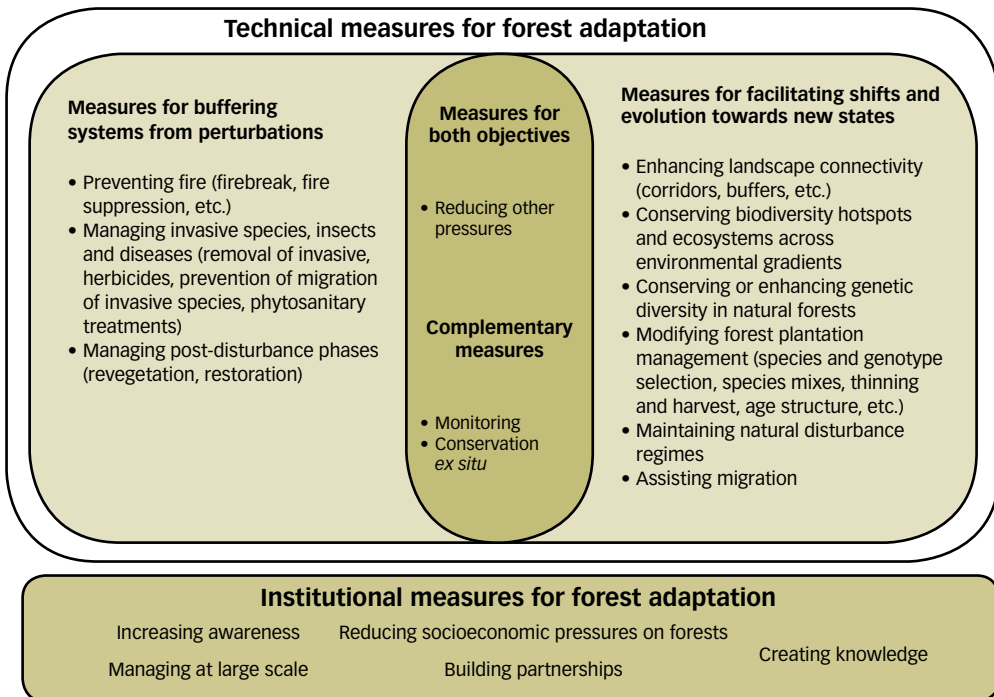 Technical measures for forest adaptation
Measures for buffering
systems from perturbations
• Preventing fire (firebreak, fire
suppression, etc.)
• Managing invasive species, insects
and diseases (removal of invasive,
herbicides, prevention of migration
of invasive species, phytosanitary
treatments)
• Managing post-disturbance phases
(revegetation, restoration)
Measures for
both objectives
• Reducing other
pressures
Complementary
measures
• Monitoring
• Conservation
ex situ
Measures for facilitating shifts and
evolution towards new states
• Enhancing landscape connectivity
(corridors, buffers, etc.)
• Conserving biodiversity hotspots
and ecosystems across
environmental gradients
• Conserving or enhancing genetic
diversity in natural forests
• Modifying forest plantation
management (species and genotype
selection, species mixes, thinning
and harvest, age structure, etc.)
• Maintaining natural disturbance
regimes
• Assisting migration
Institutional measures for forest adaptation
Increasing awareness
Reducing socioeconomic pressures on forests
Creating knowledge
Managing at large scale
Building partnerships